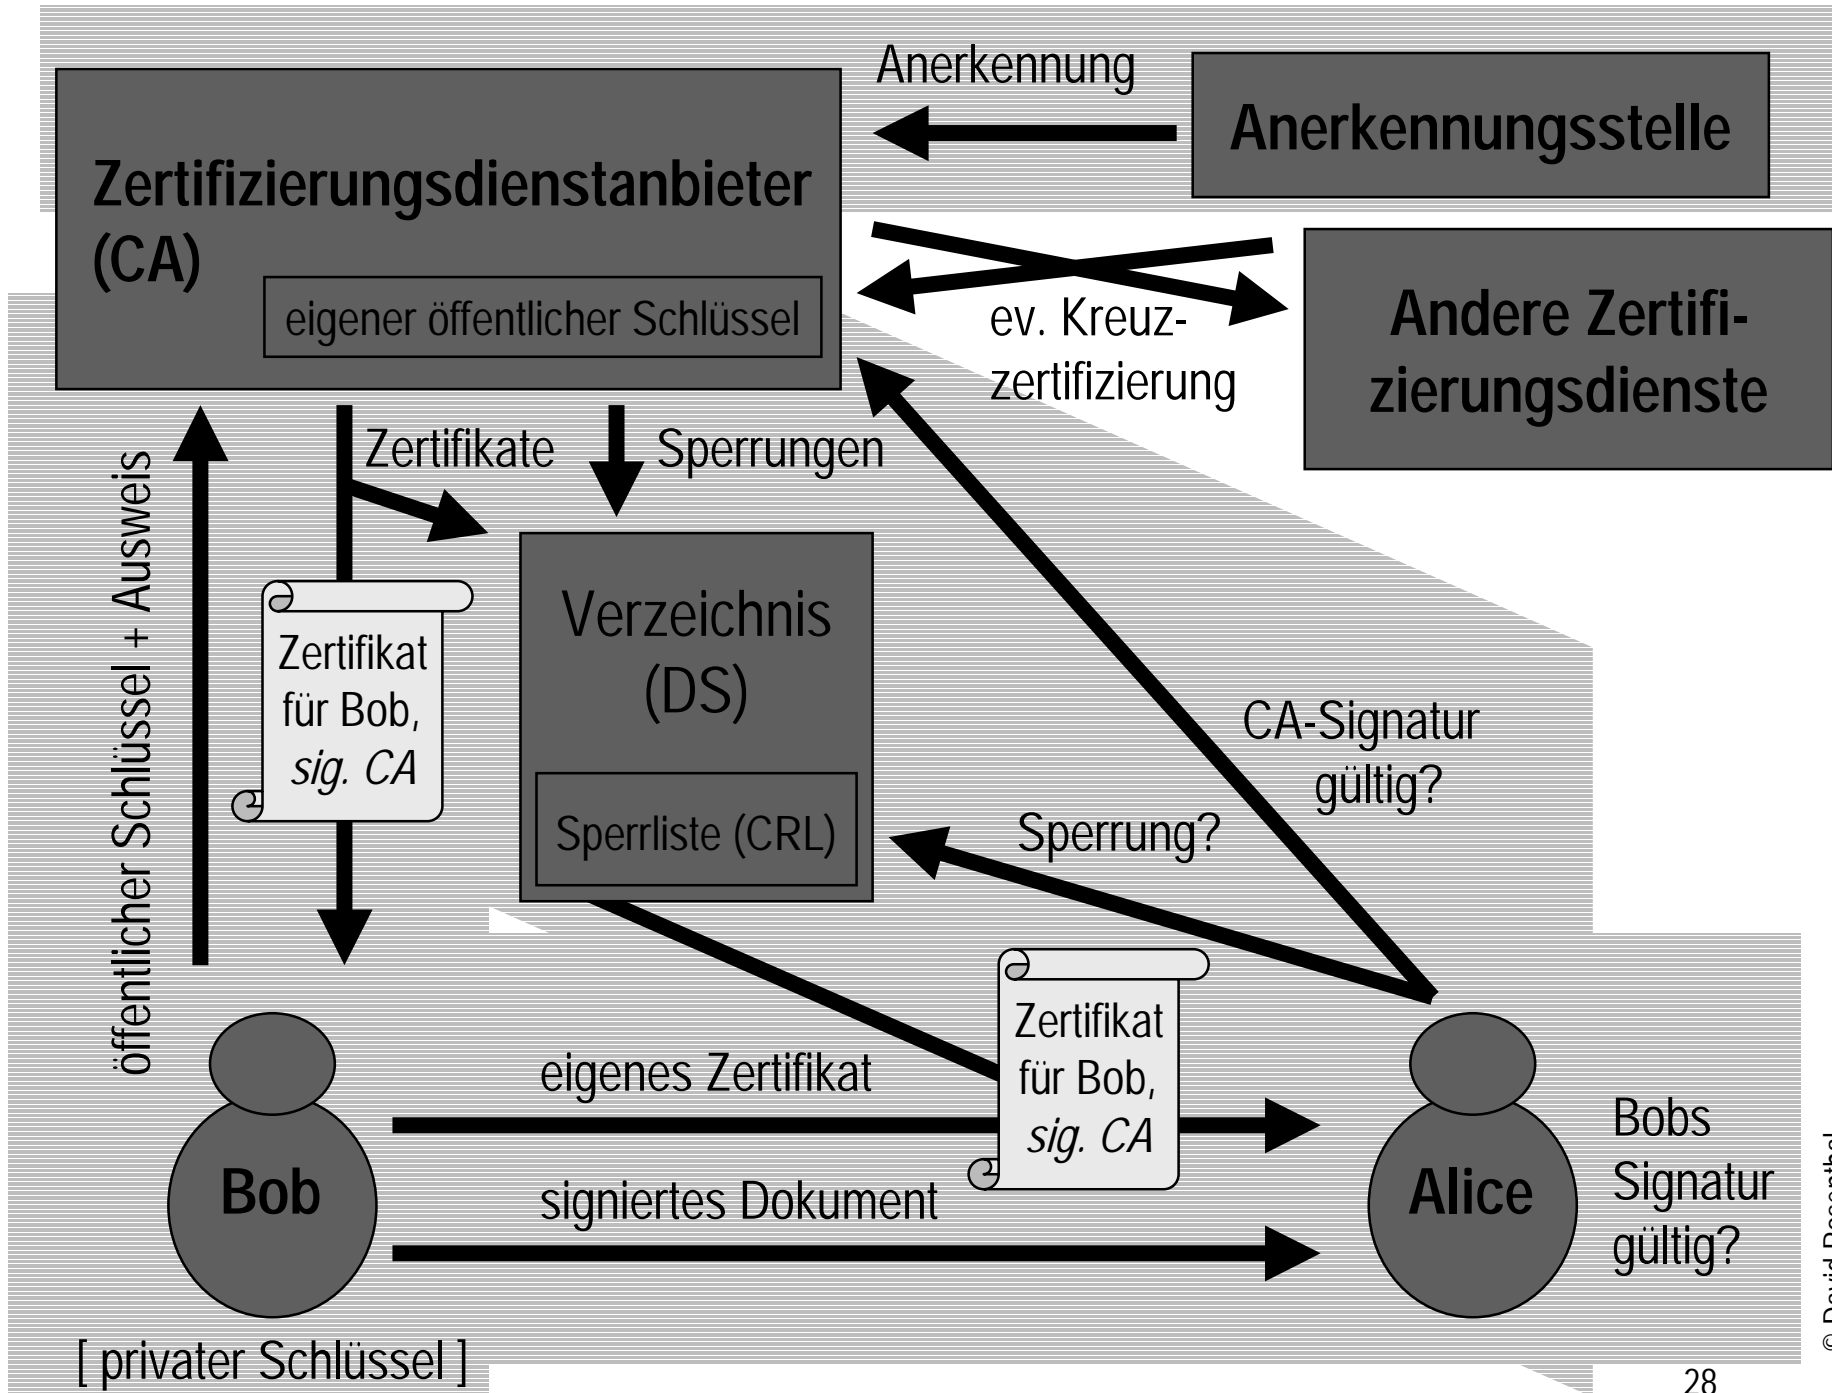 Anerkennung
Anerkennungsstelle
Zertifizierungsdienstanbieter
(CA)
eigener öffentlicher Schlüssel
ev. Kreuz-
zertifizierung
Andere Zertifi-
zierungsdienste
Zertifikate
Sperrungen
öffentlicher Schlüssel + Ausweis
Zertifikat
für Bob,
sig. CA
Verzeichnis
(DS)
Sperrliste (CRL)
CA-Signatur
gültig?
Sperrung?
Zertifikat
für Bob,
sig. CA
eigenes Zertifikat
signiertes Dokument
Bob
Alice
Bobs
Signatur
gültig?
[ privater Schlüssel ]
© David Rosenthal
28